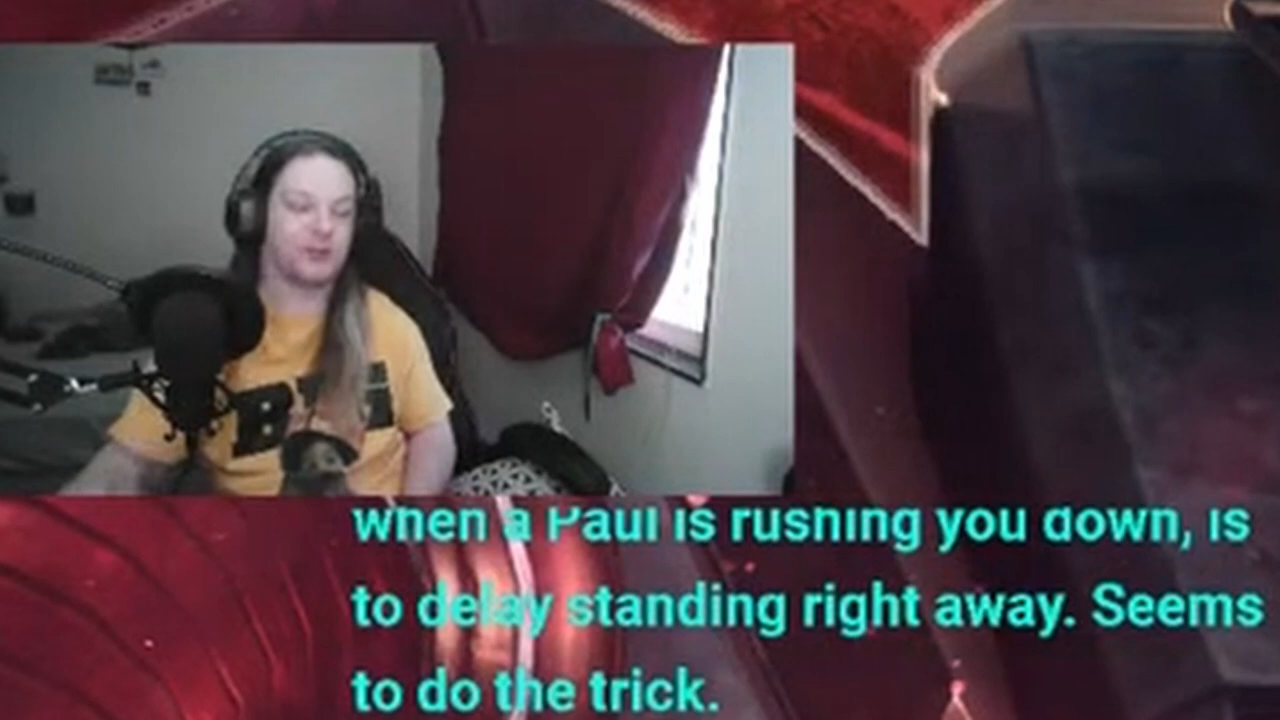 when a Paul is rushing you down, is
to delay standing right away. Seems
to do the trick.